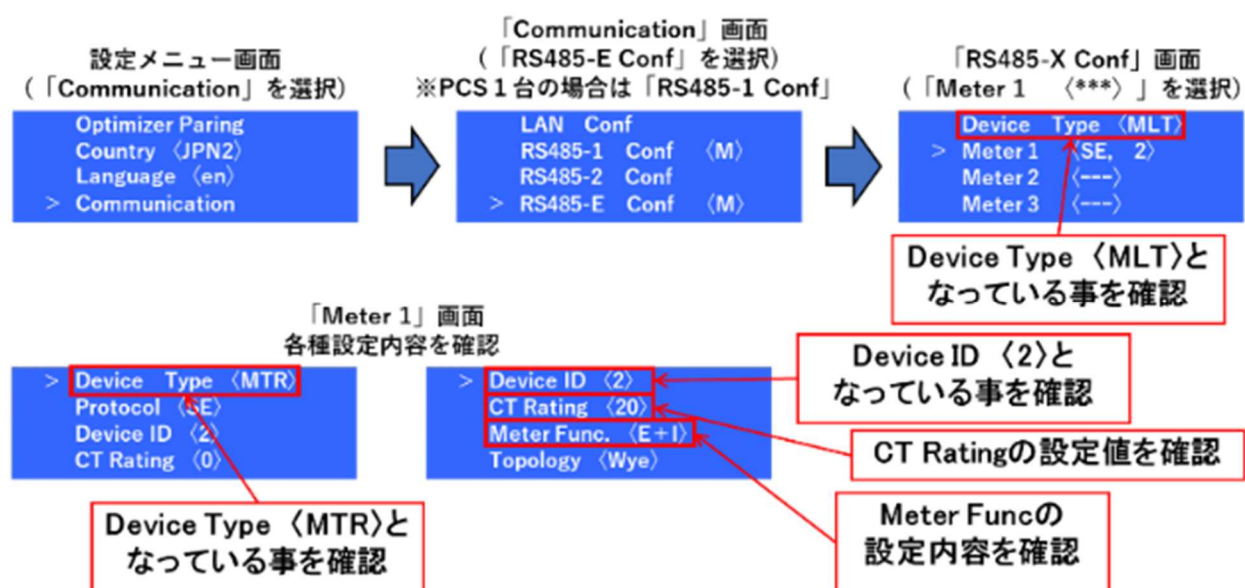 設定メニュー画面
(「Communication」を選択)
Optimizer Paring
Country 〈JPN2〉
Language 〈en〉
> Communication
「Communication」画面
(「RS485-E Conf」を選択)
※PCS1台の場合は「RS485-1 Conf」
LAN Conf
RS485-1 Conf 〈M〉
RS485-2 Conf
> RS485-E Conf 〈M〉
「RS485-X Conf」画面
(「Meter 1 〈***〉」を選択)
Device Type 〈MLT〉
> Meter 1 〈SE, 2〉
Meter 2 〈---〉
Meter 3 〈---〉
Device Type 〈MLT〉と
なっている事を確認
「Meter 1」画面
各種設定内容を確認
> Device Type 〈MTR〉
Protocol 〈SE〉
Device ID 〈2〉
CT Rating 〈0〉
Device Type 〈MTR〉と
なっている事を確認
> Device ID 〈2〉
CT Rating 〈20〉
Meter Func. 〈E+I〉
Topology 〈Wye〉
Device ID 〈2〉と
なっている事を確認
CT Ratingの設定値を確認
Meter Funcの
設定内容を確認